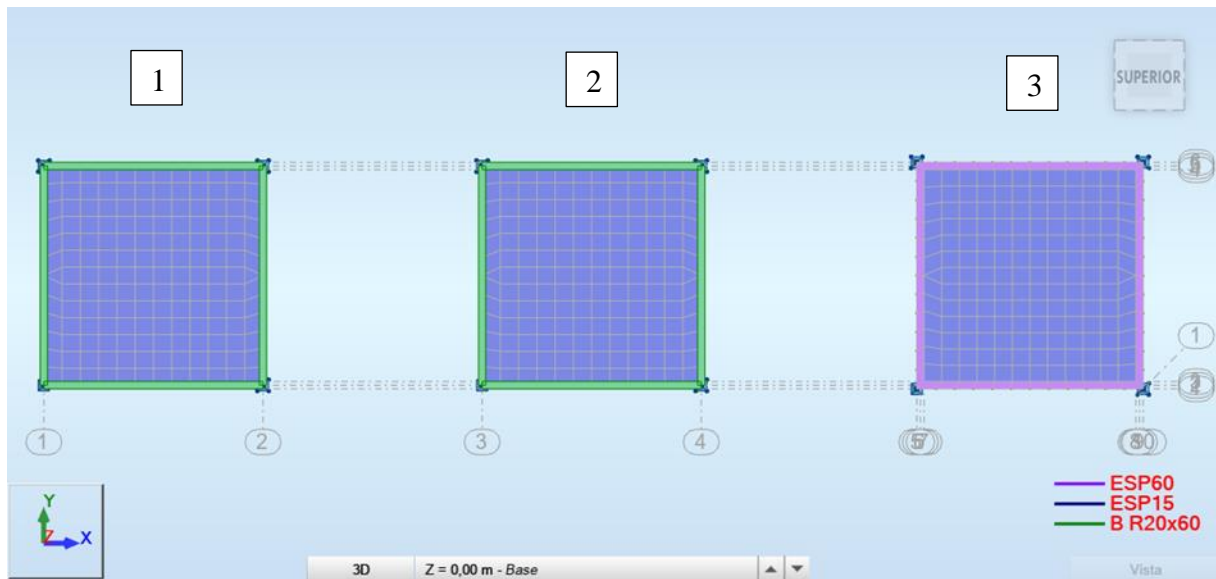 1
2
3
SUPERIOR
1
1
2
3
4
Y
Z
X
ESP60
ESP15
B R20x60
3D
Z = 0,00 m - Base
Vista